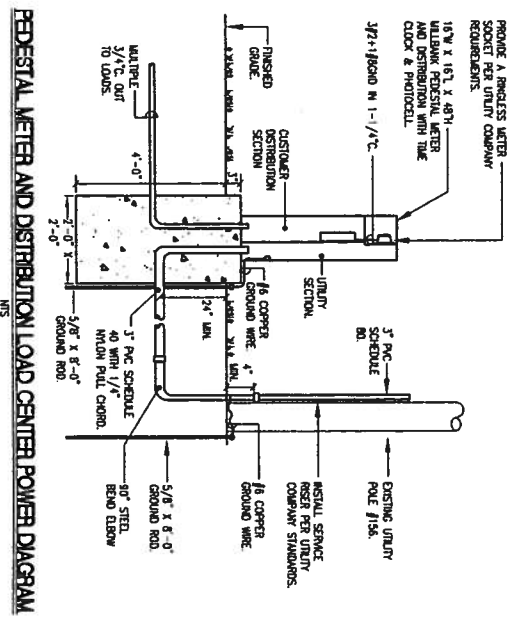 PROVIDE A RINGLESS METER
SOCKET PER UTILITY COMPANY
REQUIREMENTS.
18"W X 16"L X 48"H
MILLBANK PEDESTAL METER
AND DISTRIBUTION WITH TIME
CLOCK & PHOTOCELL.
3#2+1#8GND IN 1-1/4"C.
CUSTOMER
DISTRIBUTION
SECTION
FINISHED
GRADE.
MULTIPLE
3/4"C. OUT
TO LOADS.
UTILITY
SECTION.
3" PVC
SCHEDULE
80.
EXISTING UTILITY
POLE #156.
INSTALL SERVICE
RISER PER UTILITY
COMPANY STANDARDS.
3"
4'-0"
2'-0" X
2'-0"
#6 COPPER
GROUND WIRE.
24" MIN.
4"
MIN.
#6 COPPER
GROUND WIRE.
5/8" X 8'-0"
GROUND ROD.
3" PVC SCHEDULE
40 WITH 1/4"
NYLON PULL CHORD.
5/8" X 8'-0"
GROUND ROD.
90° STEEL
BEND ELBOW
PEDESTAL METER AND DISTRIBUTION LOAD CENTER POWER DIAGRAM
NTS